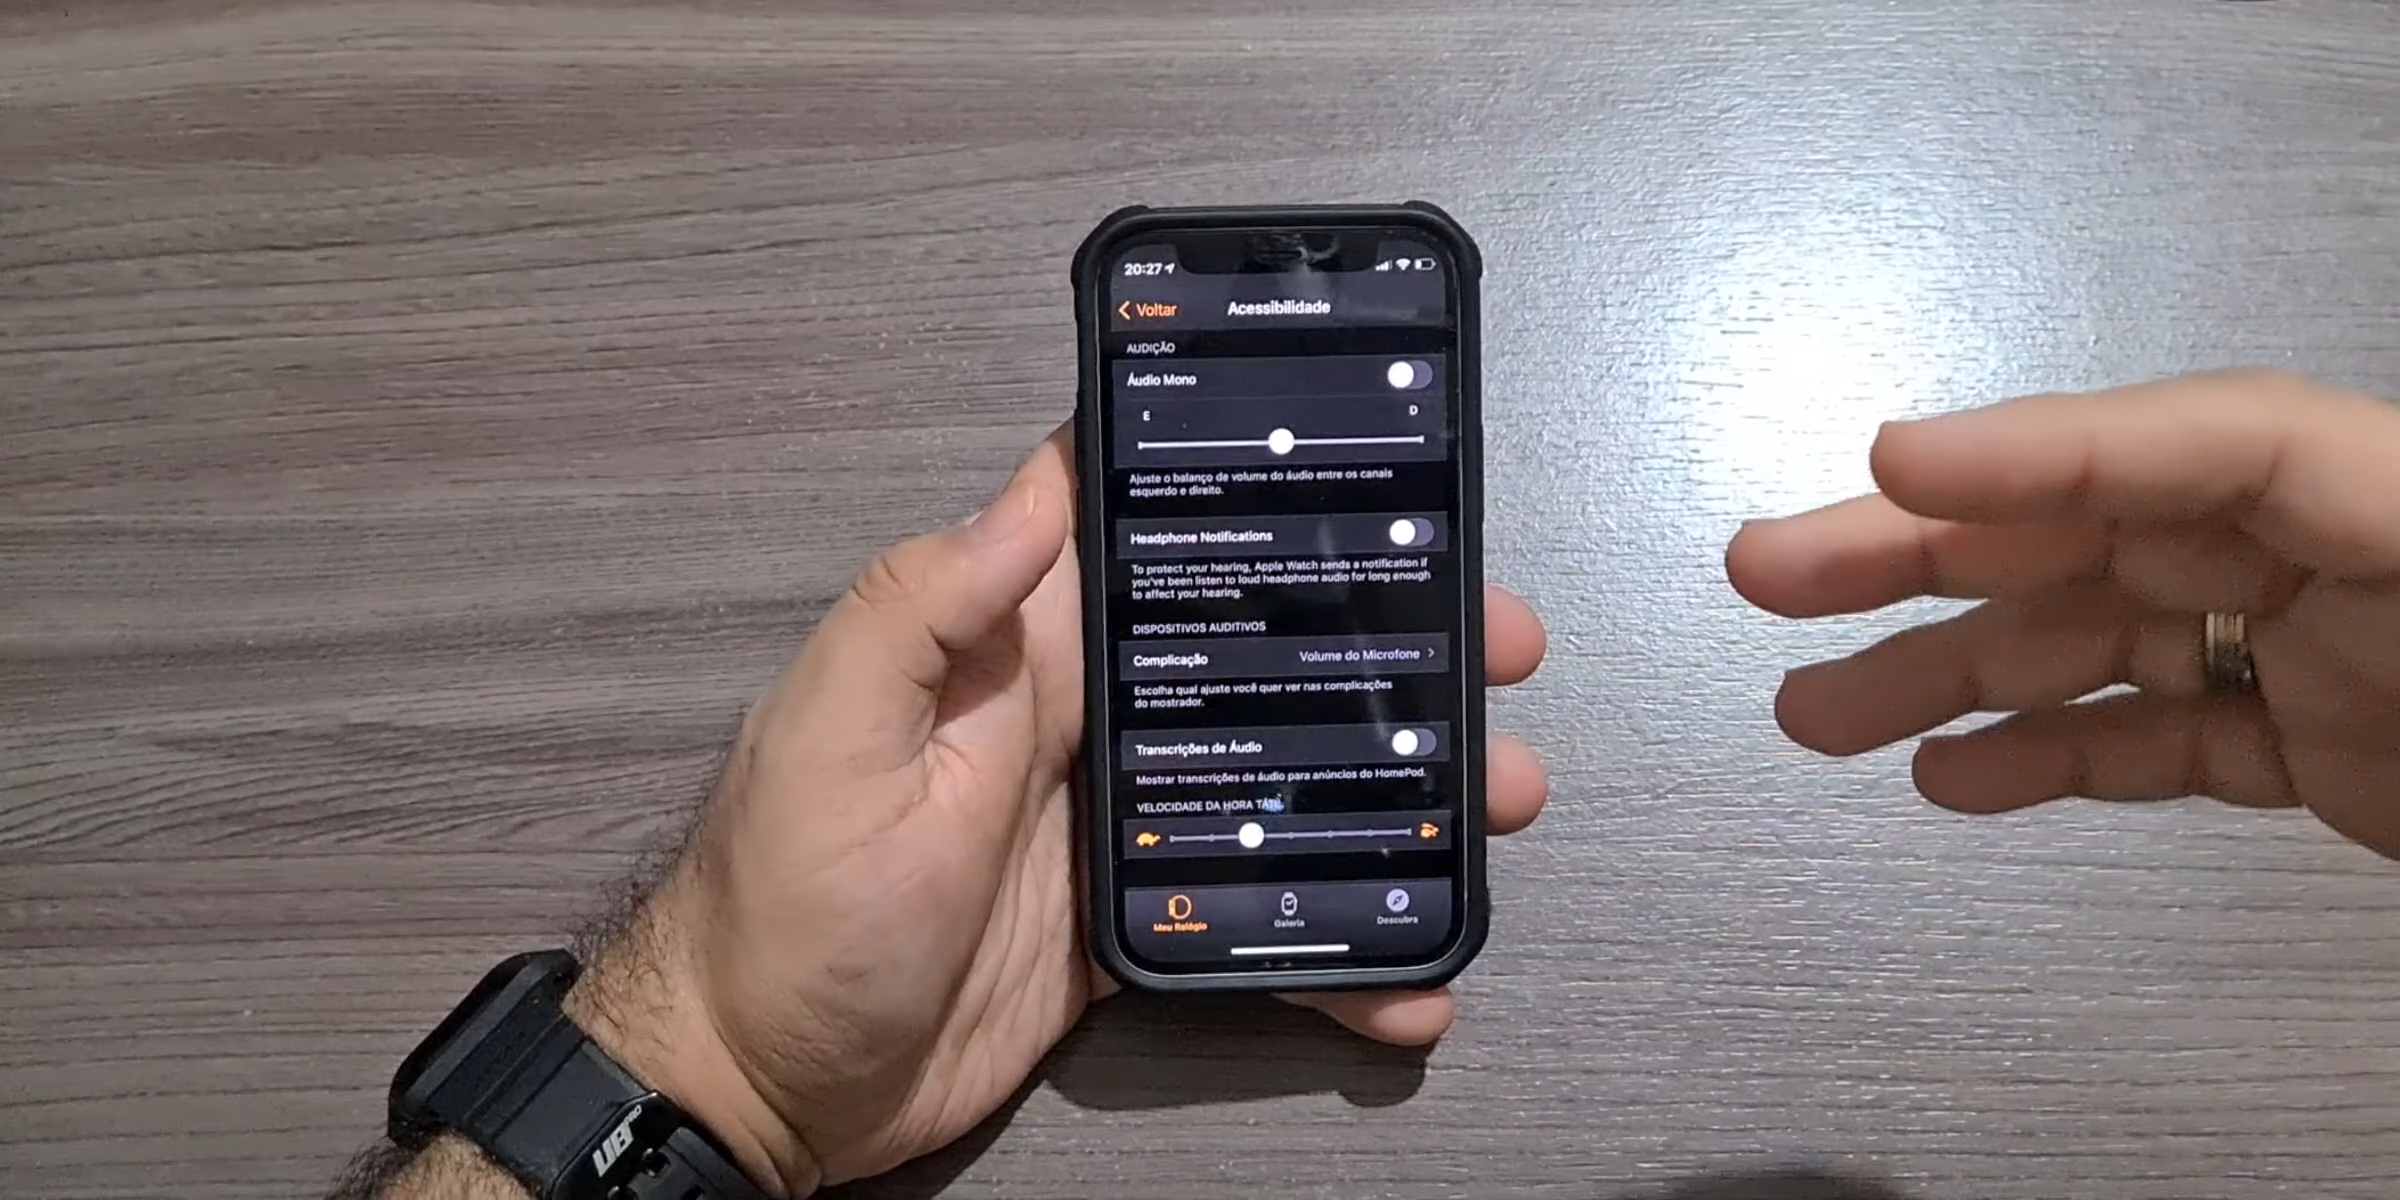 20:27
Voltar
Acessibilidade
AUDIÇÃO
Áudio Mono
E D
Ajuste o balanço de volume do áudio entre os canais
esquerdo e direito.
Headphone Notifications
To protect your hearing, Apple Watch sends a notification if
you've been listen to loud headphone audio for long enough
to affect your hearing.
DISPOSITIVOS AUDITIVOS
Complicação Volume do Microfone
Escolha qual ajuste você quer ver nas complicações
do mostrador.
Transcrições de Áudio
Mostrar transcrições de áudio para anúncios do HomePod.
VELOCIDADE DA HORA TÁTIL
Meu Relógio Galeria Descubra
UB PRO